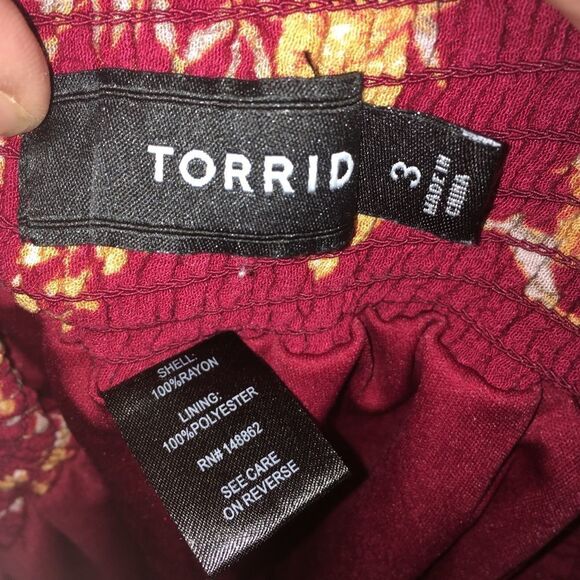 TORRID
3
MADE IN
CHINA
SHELL:
100%RAYON
LINING:
100%POLYESTER
RN# 148862
SEE CARE
ON REVERSE